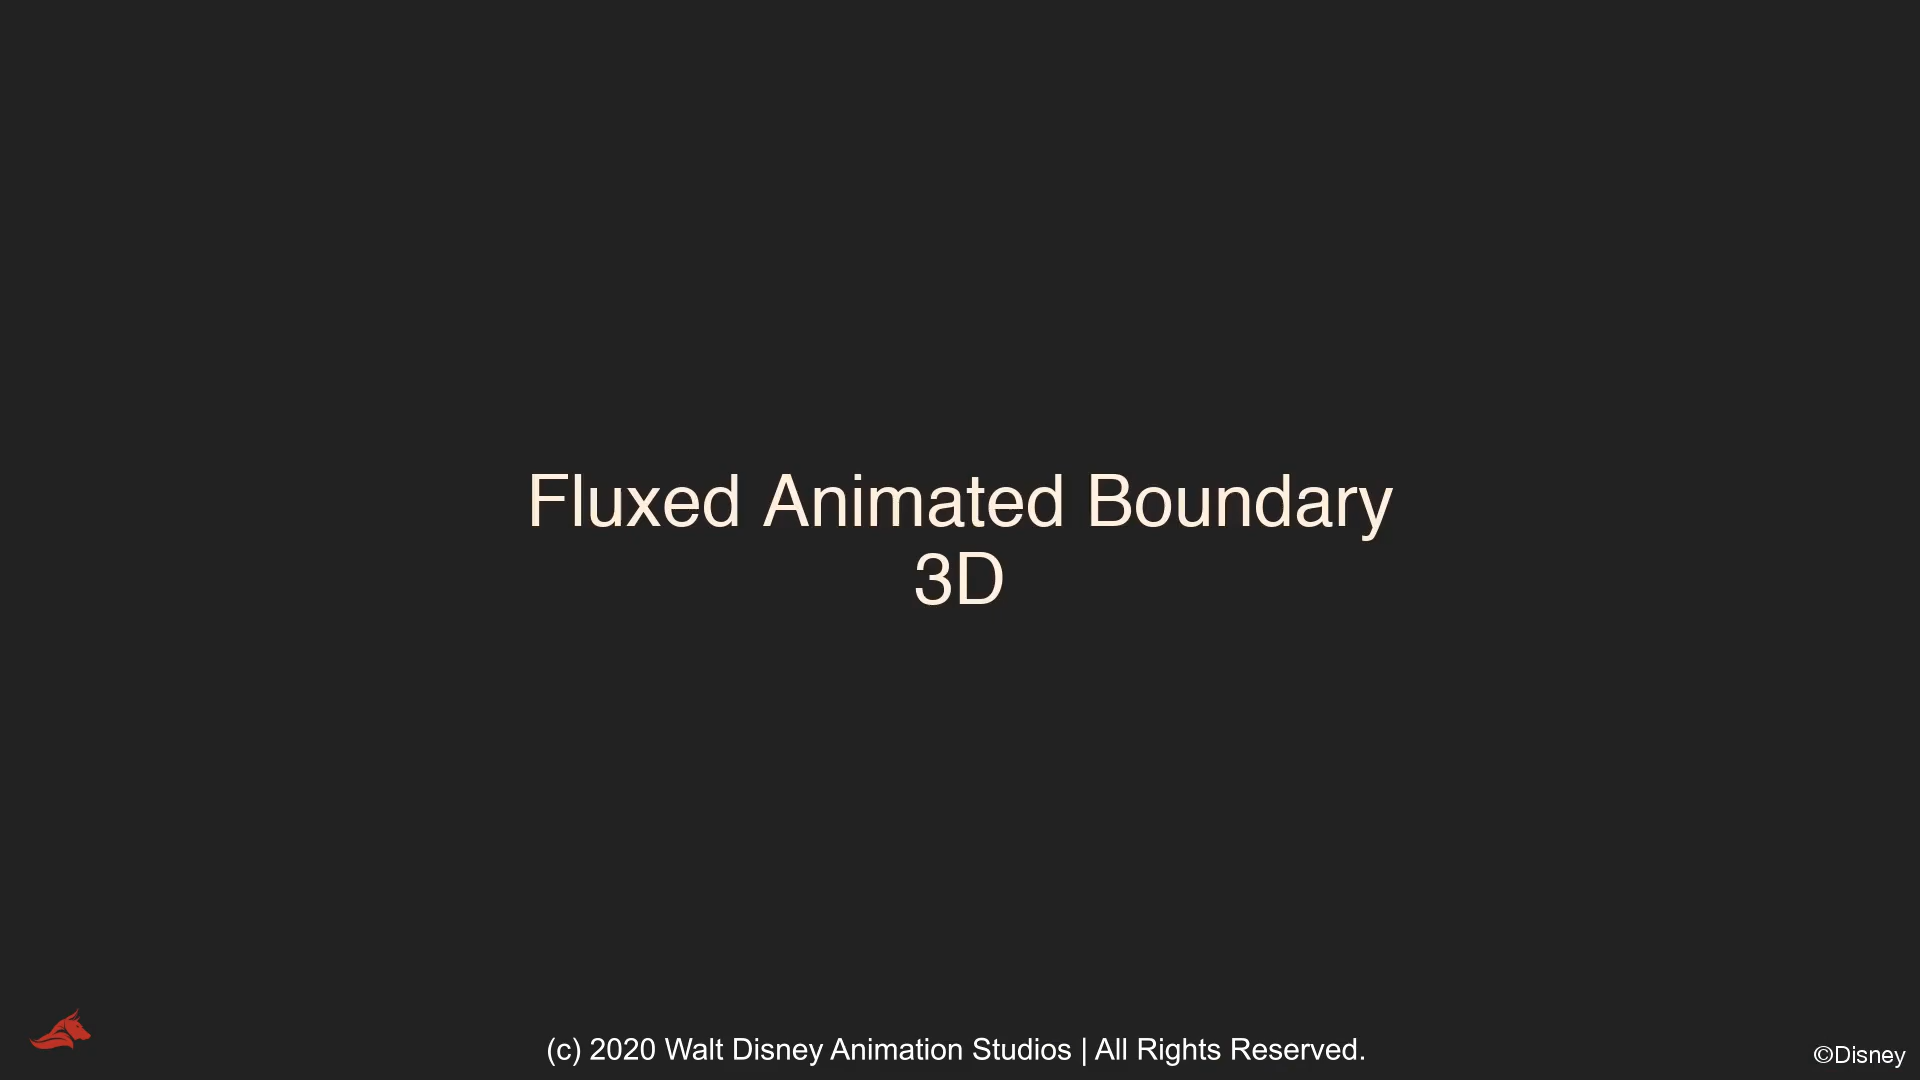 Fluxed Animated Boundary
3D
(c) 2020 Walt Disney Animation Studios | All Rights Reserved.
©Disney